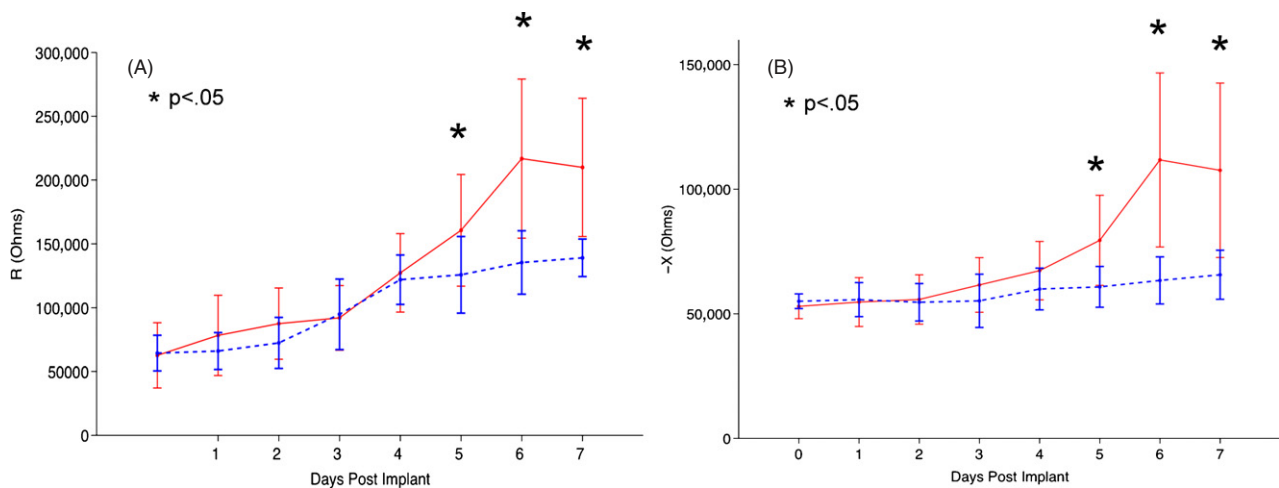 (A)
* p<.05
R (Ohms)
300,000
250,000
200,000
150,000
100,000
50000
0
1 2 3 4 5 6 7
Days Post Implant
*
*
*
(B)
* p<.05
−X (Ohms)
150,000
100,000
50,000
0
0 1 2 3 4 5 6 7
Days Post Implant
*
*
*